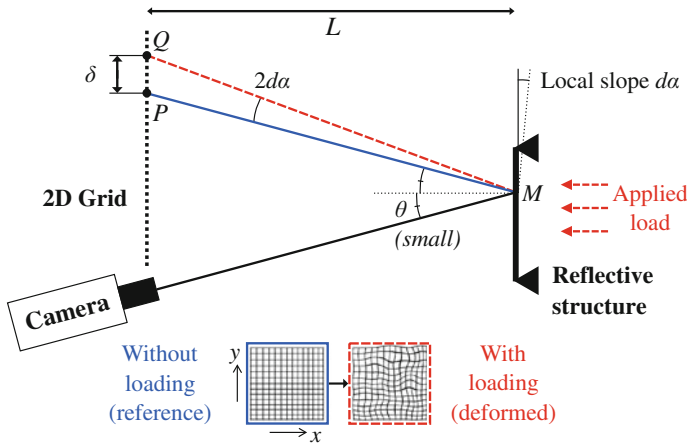 L
Q
δ
2dα
Local slope dα
P
2D Grid
θ
(small)
M
Applied
load
Camera
Reflective
structure
Without
loading
(reference)
y
x
With
loading
(deformed)